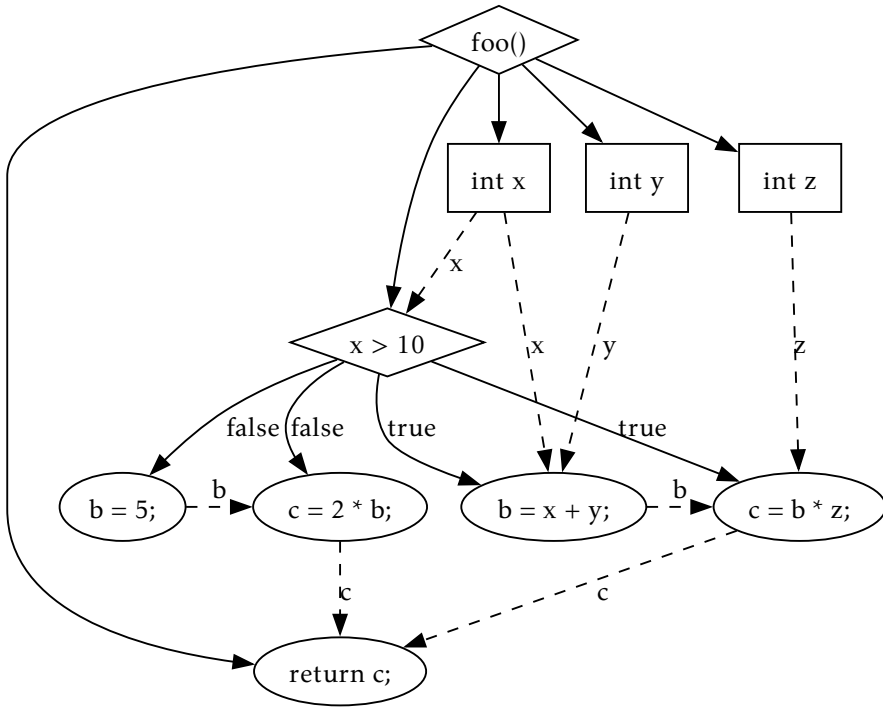 foo()
int x
int y
int z
x
x > 10
x
y
z
false
false
true
true
b = 5;
b
c = 2 * b;
b = x + y;
b
c = b * z;
c
c
return c;